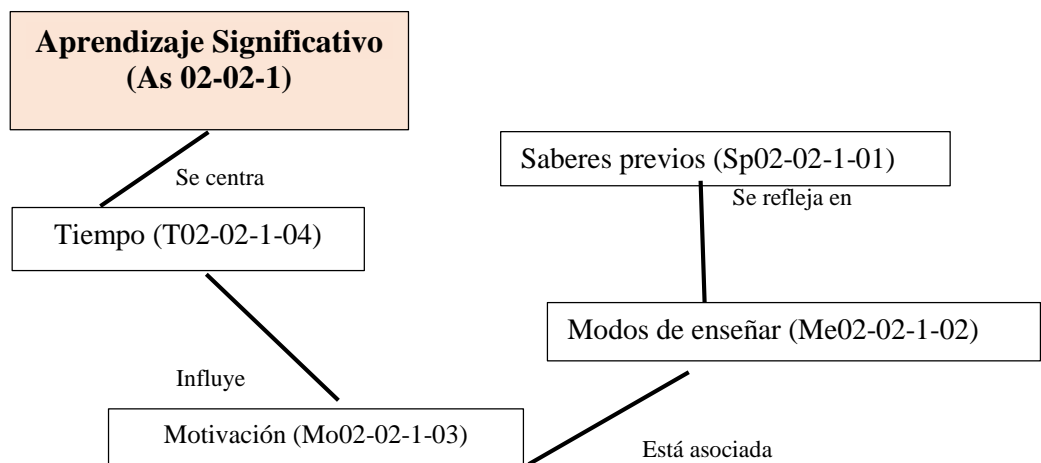 Aprendizaje Significativo
(As 02-02-1)
Saberes previos (Sp02-02-1-01)
Se centra
Se refleja en
Tiempo (T02-02-1-04)
Modos de enseñar (Me02-02-1-02)
Influye
Motivación (Mo02-02-1-03)
Está asociada